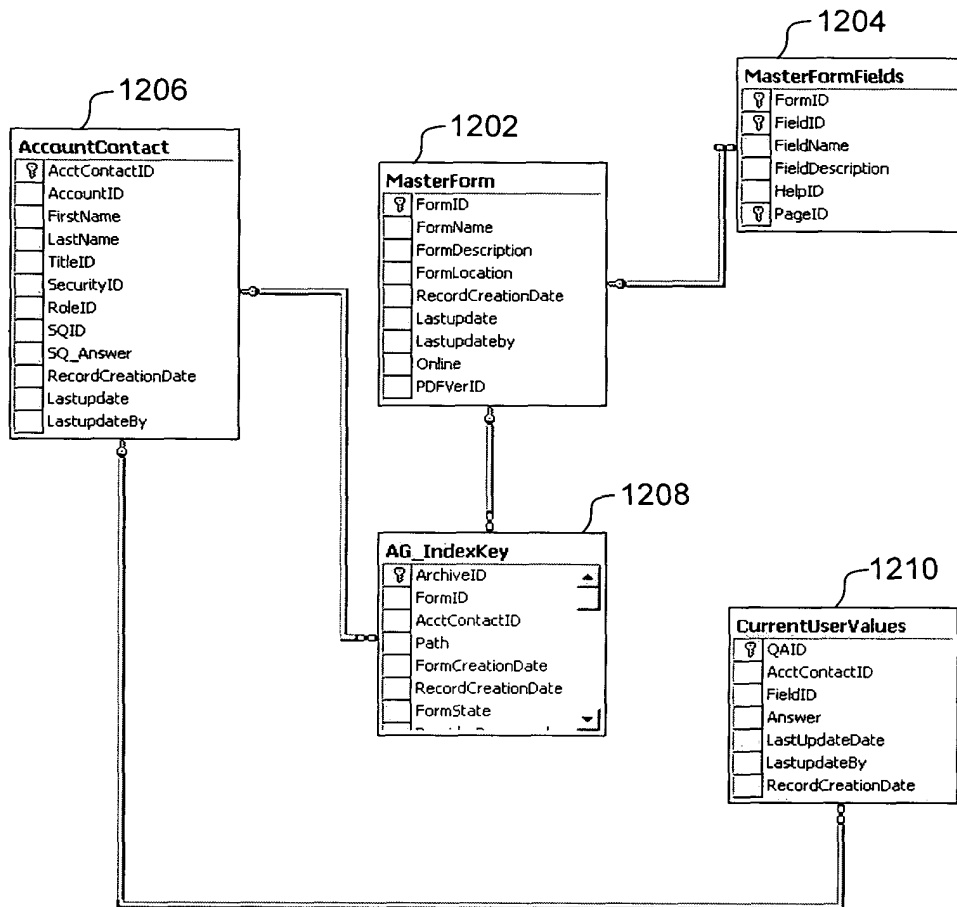 1204
MasterFormFields
FormID
FieldID
FieldName
FieldDescription
HelpID
PageID
1206
AccountContact
AcctContactID
AccountID
FirstName
LastName
TitleID
SecurityID
RoleID
SQID
SQ_Answer
RecordCreationDate
Lastupdate
LastupdateBy
1202
MasterForm
FormID
FormName
FormDescription
FormLocation
RecordCreationDate
Lastupdate
Lastupdateby
Online
PDFVerID
1208
AG_IndexKey
ArchiveID
FormID
AcctContactID
Path
FormCreationDate
RecordCreationDate
FormState
1210
CurrentUserValues
QAID
AcctContactID
FieldID
Answer
LastUpdateDate
LastupdateBy
RecordCreationDate